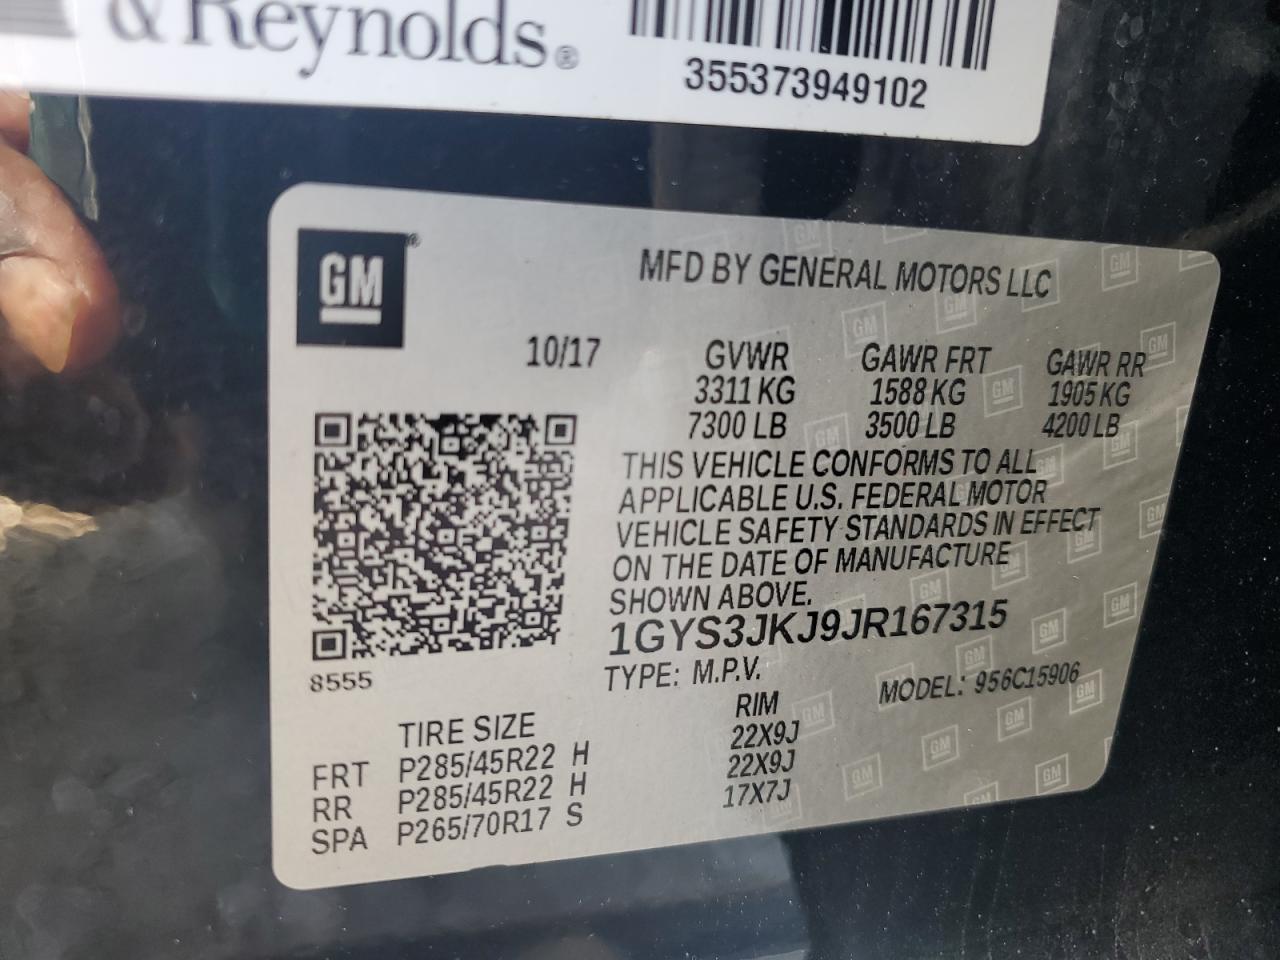 & Reynolds®
355373949102
GM®
MFD BY GENERAL MOTORS LLC
10/17 GVWR GAWR FRT GAWR RR
3311 KG 1588 KG 1905 KG
7300 LB 3500 LB 4200 LB
THIS VEHICLE CONFORMS TO ALL
APPLICABLE U.S. FEDERAL MOTOR
VEHICLE SAFETY STANDARDS IN EFFECT
ON THE DATE OF MANUFACTURE
SHOWN ABOVE.
1GYS3JKJ9JR167315
8555
TYPE: M.P.V. MODEL: 956C15906
TIRE SIZE RIM
FRT P285/45R22 H 22X9J
RR P285/45R22 H 22X9J
SPA P265/70R17 S 17X7J